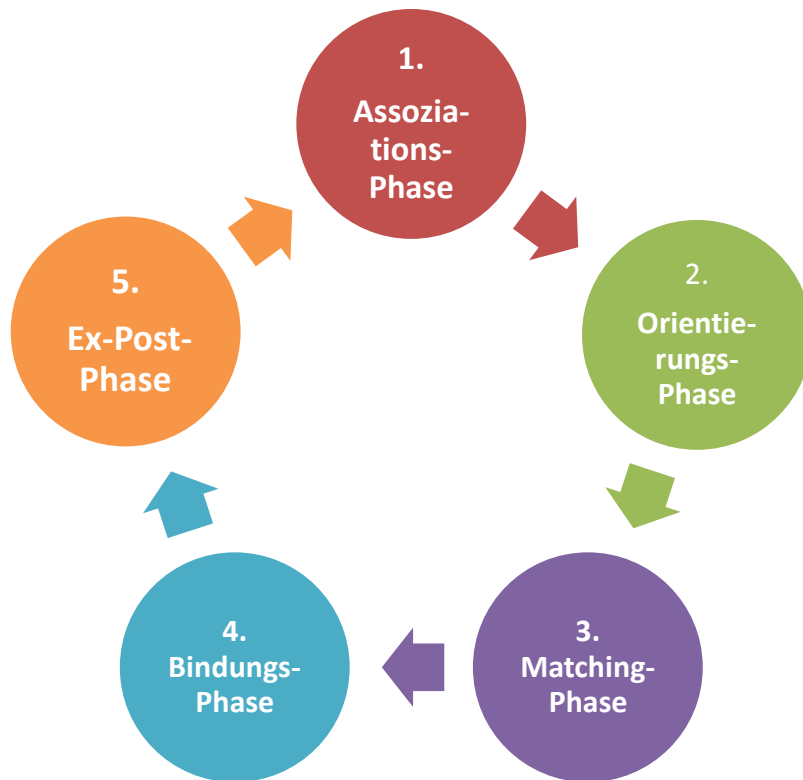 1.
Assozia-
tions-
Phase
2.
Orientie-
rungs-
Phase
3.
Matching-
Phase
4.
Bindungs-
Phase
5.
Ex-Post-
Phase